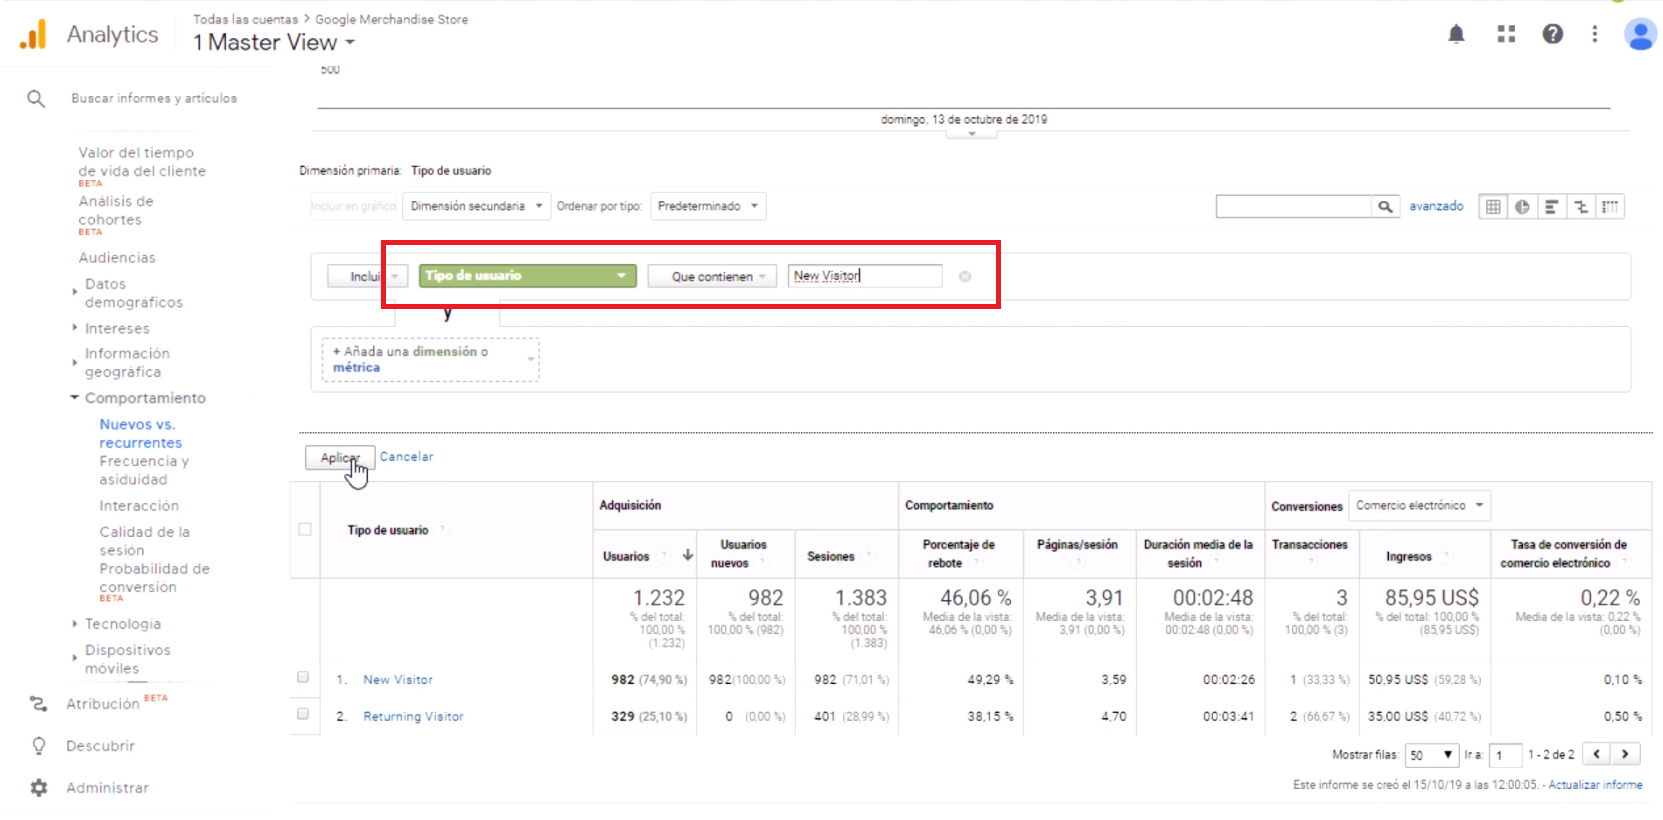 Analytics
Todas las cuentas > Google Merchandise Store
1 Master View
500
Buscar informes y artículos
domingo, 13 de octubre de 2019
Valor del tiempo
de vida del cliente
BETA
Análisis de
cohortes
BETA
Audiencias
Datos
demográficos
Intereses
Información
geográfica
Comportamiento
Nuevos vs.
recurrentes
Frecuencia y
asiduidad
Interacción
Calidad de la
sesión
Probabilidad de
conversión
BETA
Tecnología
Dispositivos
móviles
Atribución BETA
Descubrir
Administrar
Dimensión primaria: Tipo de usuario
Incluir en gráfico Dimensión secundaria Ordenar por tipo: Predeterminado avanzado
Inclui Tipo de usuario Que contienen New Visitor
y
+ Añada una dimensión o
métrica
Aplicar Cancelar
Tipo de usuario ?
Adquisición Comportamiento Conversiones Comercio electrónico
Usuarios ? Usuarios nuevos ? Sesiones ? Porcentaje de rebote ? Páginas/sesión ? Duración media de la sesión ? Transacciones ? Ingresos ? Tasa de conversión de comercio electrónico ?
1.232 982 1.383 46,06 % 3,91 00:02:48 3 85,95 US$ 0,22 %
% del total: 100,00 % (1.232) % del total: 100,00 % (982) % del total: 100,00 % (1.383) Media de la vista: 46,06 % (0,00 %) Media de la vista: 3,91 (0,00 %) Media de la vista: 00:02:48 (0,00 %) % del total: 100,00 % (3) % del total: 100,00 % (85,95 US$) Media de la vista: 0,22 % (0,00 %)
1. New Visitor 982 (74,90 %) 982(100,00 %) 982 (71,01 %) 49,29 % 3,59 00:02:26 1 (33,33 %) 50,95 US$ (59,28 %) 0,10 %
2. Returning Visitor 329 (25,10 %) 0 (0,00 %) 401 (28,99 %) 38,15 % 4,70 00:03:41 2 (66,67 %) 35,00 US$ (40,72 %) 0,50 %
Mostrar filas: 50 Ir a: 1 1 - 2 de 2
Este informe se creó el 15/10/19 a las 12:00:05. - Actualizar informe